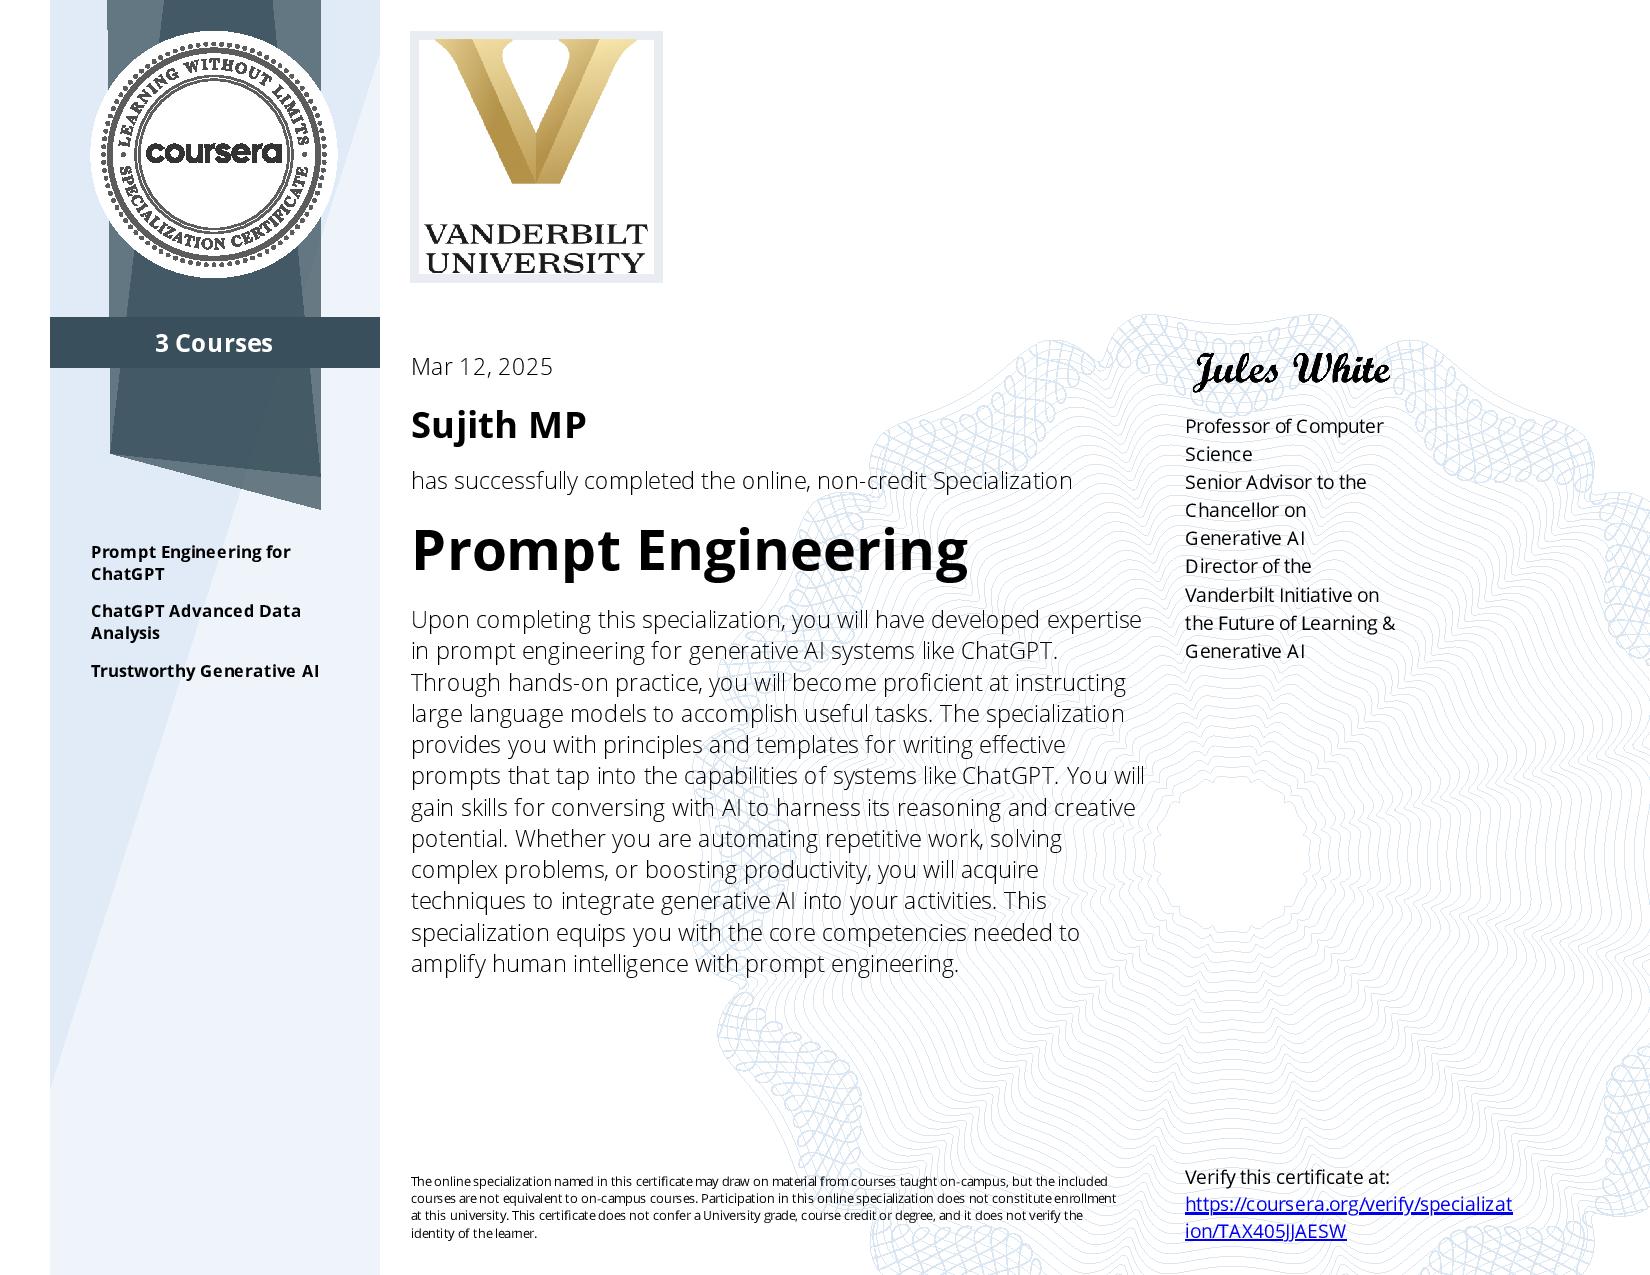 LEARNING WITHOUT LIMITS
coursera
SPECIALIZATION CERTIFICATE
3 Courses
Prompt Engineering for
ChatGPT
ChatGPT Advanced Data
Analysis
Trustworthy Generative AI
VANDERBILT
UNIVERSITY
Mar 12, 2025
Sujith MP
has successfully completed the online, non-credit Specialization
Prompt Engineering
Upon completing this specialization, you will have developed expertise
in prompt engineering for generative AI systems like ChatGPT.
Through hands-on practice, you will become proficient at instructing
large language models to accomplish useful tasks. The specialization
provides you with principles and templates for writing effective
prompts that tap into the capabilities of systems like ChatGPT. You will
gain skills for conversing with AI to harness its reasoning and creative
potential. Whether you are automating repetitive work, solving
complex problems, or boosting productivity, you will acquire
techniques to integrate generative AI into your activities. This
specialization equips you with the core competencies needed to
amplify human intelligence with prompt engineering.
Jules White
Professor of Computer
Science
Senior Advisor to the
Chancellor on
Generative AI
Director of the
Vanderbilt Initiative on
the Future of Learning &
Generative AI
The online specialization named in this certificate may draw on material from courses taught on-campus, but the included
courses are not equivalent to on-campus courses. Participation in this online specialization does not constitute enrollment
at this university. This certificate does not confer a University grade, course credit or degree, and it does not verify the
identity of the learner.
Verify this certificate at:
https://coursera.org/verify/specializat
ion/TAX405JJAESW